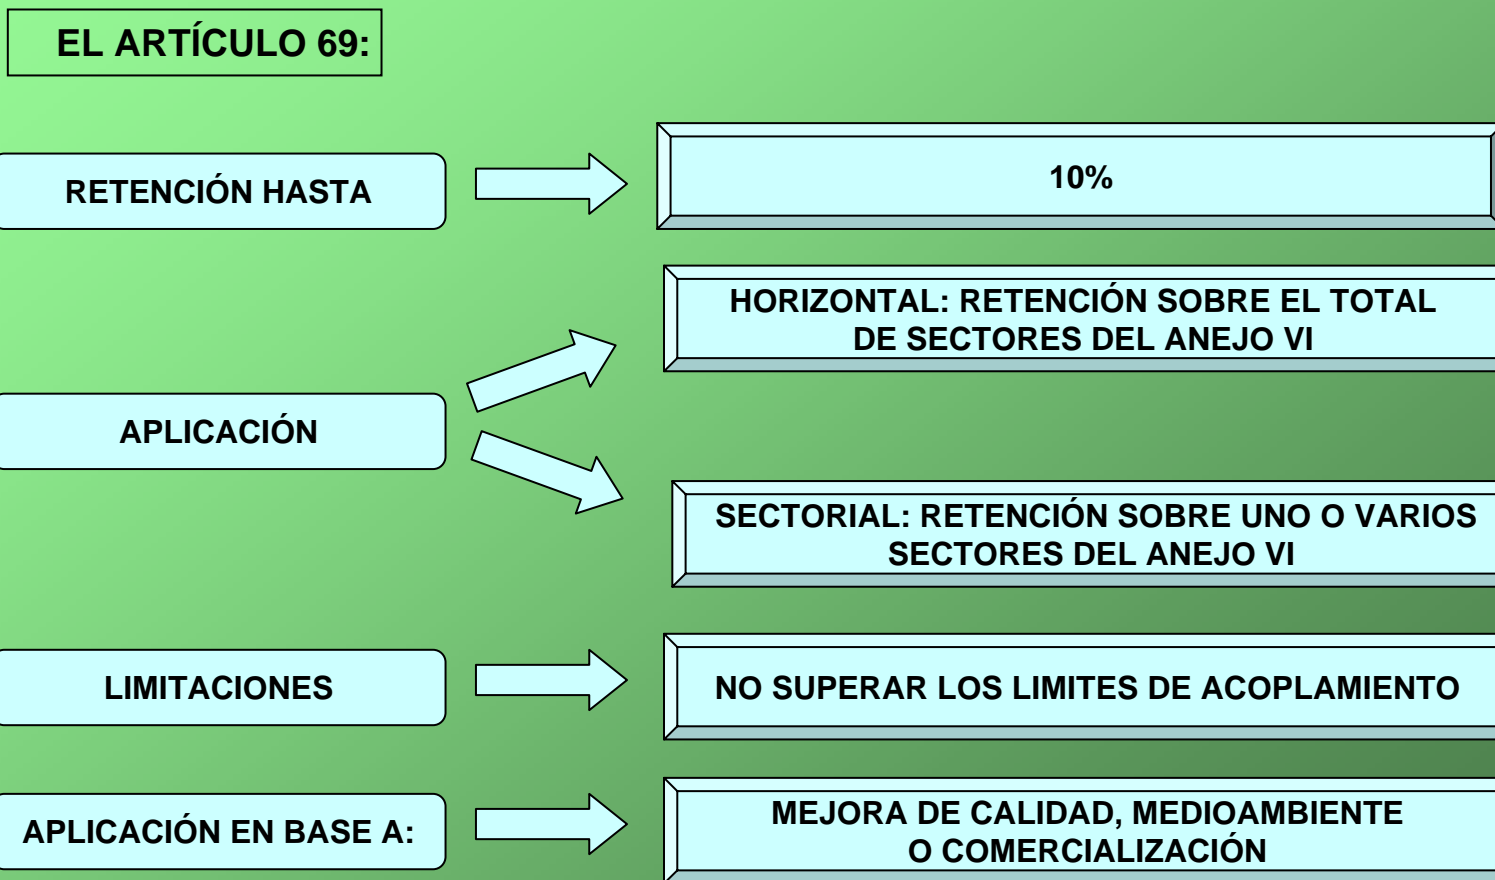 EL ARTÍCULO 69:
RETENCIÓN HASTA
10%
APLICACIÓN
HORIZONTAL: RETENCIÓN SOBRE EL TOTAL
DE SECTORES DEL ANEJO VI
SECTORIAL: RETENCIÓN SOBRE UNO O VARIOS
SECTORES DEL ANEJO VI
LIMITACIONES
NO SUPERAR LOS LIMITES DE ACOPLAMIENTO
APLICACIÓN EN BASE A:
MEJORA DE CALIDAD, MEDIOAMBIENTE
O COMERCIALIZACIÓN